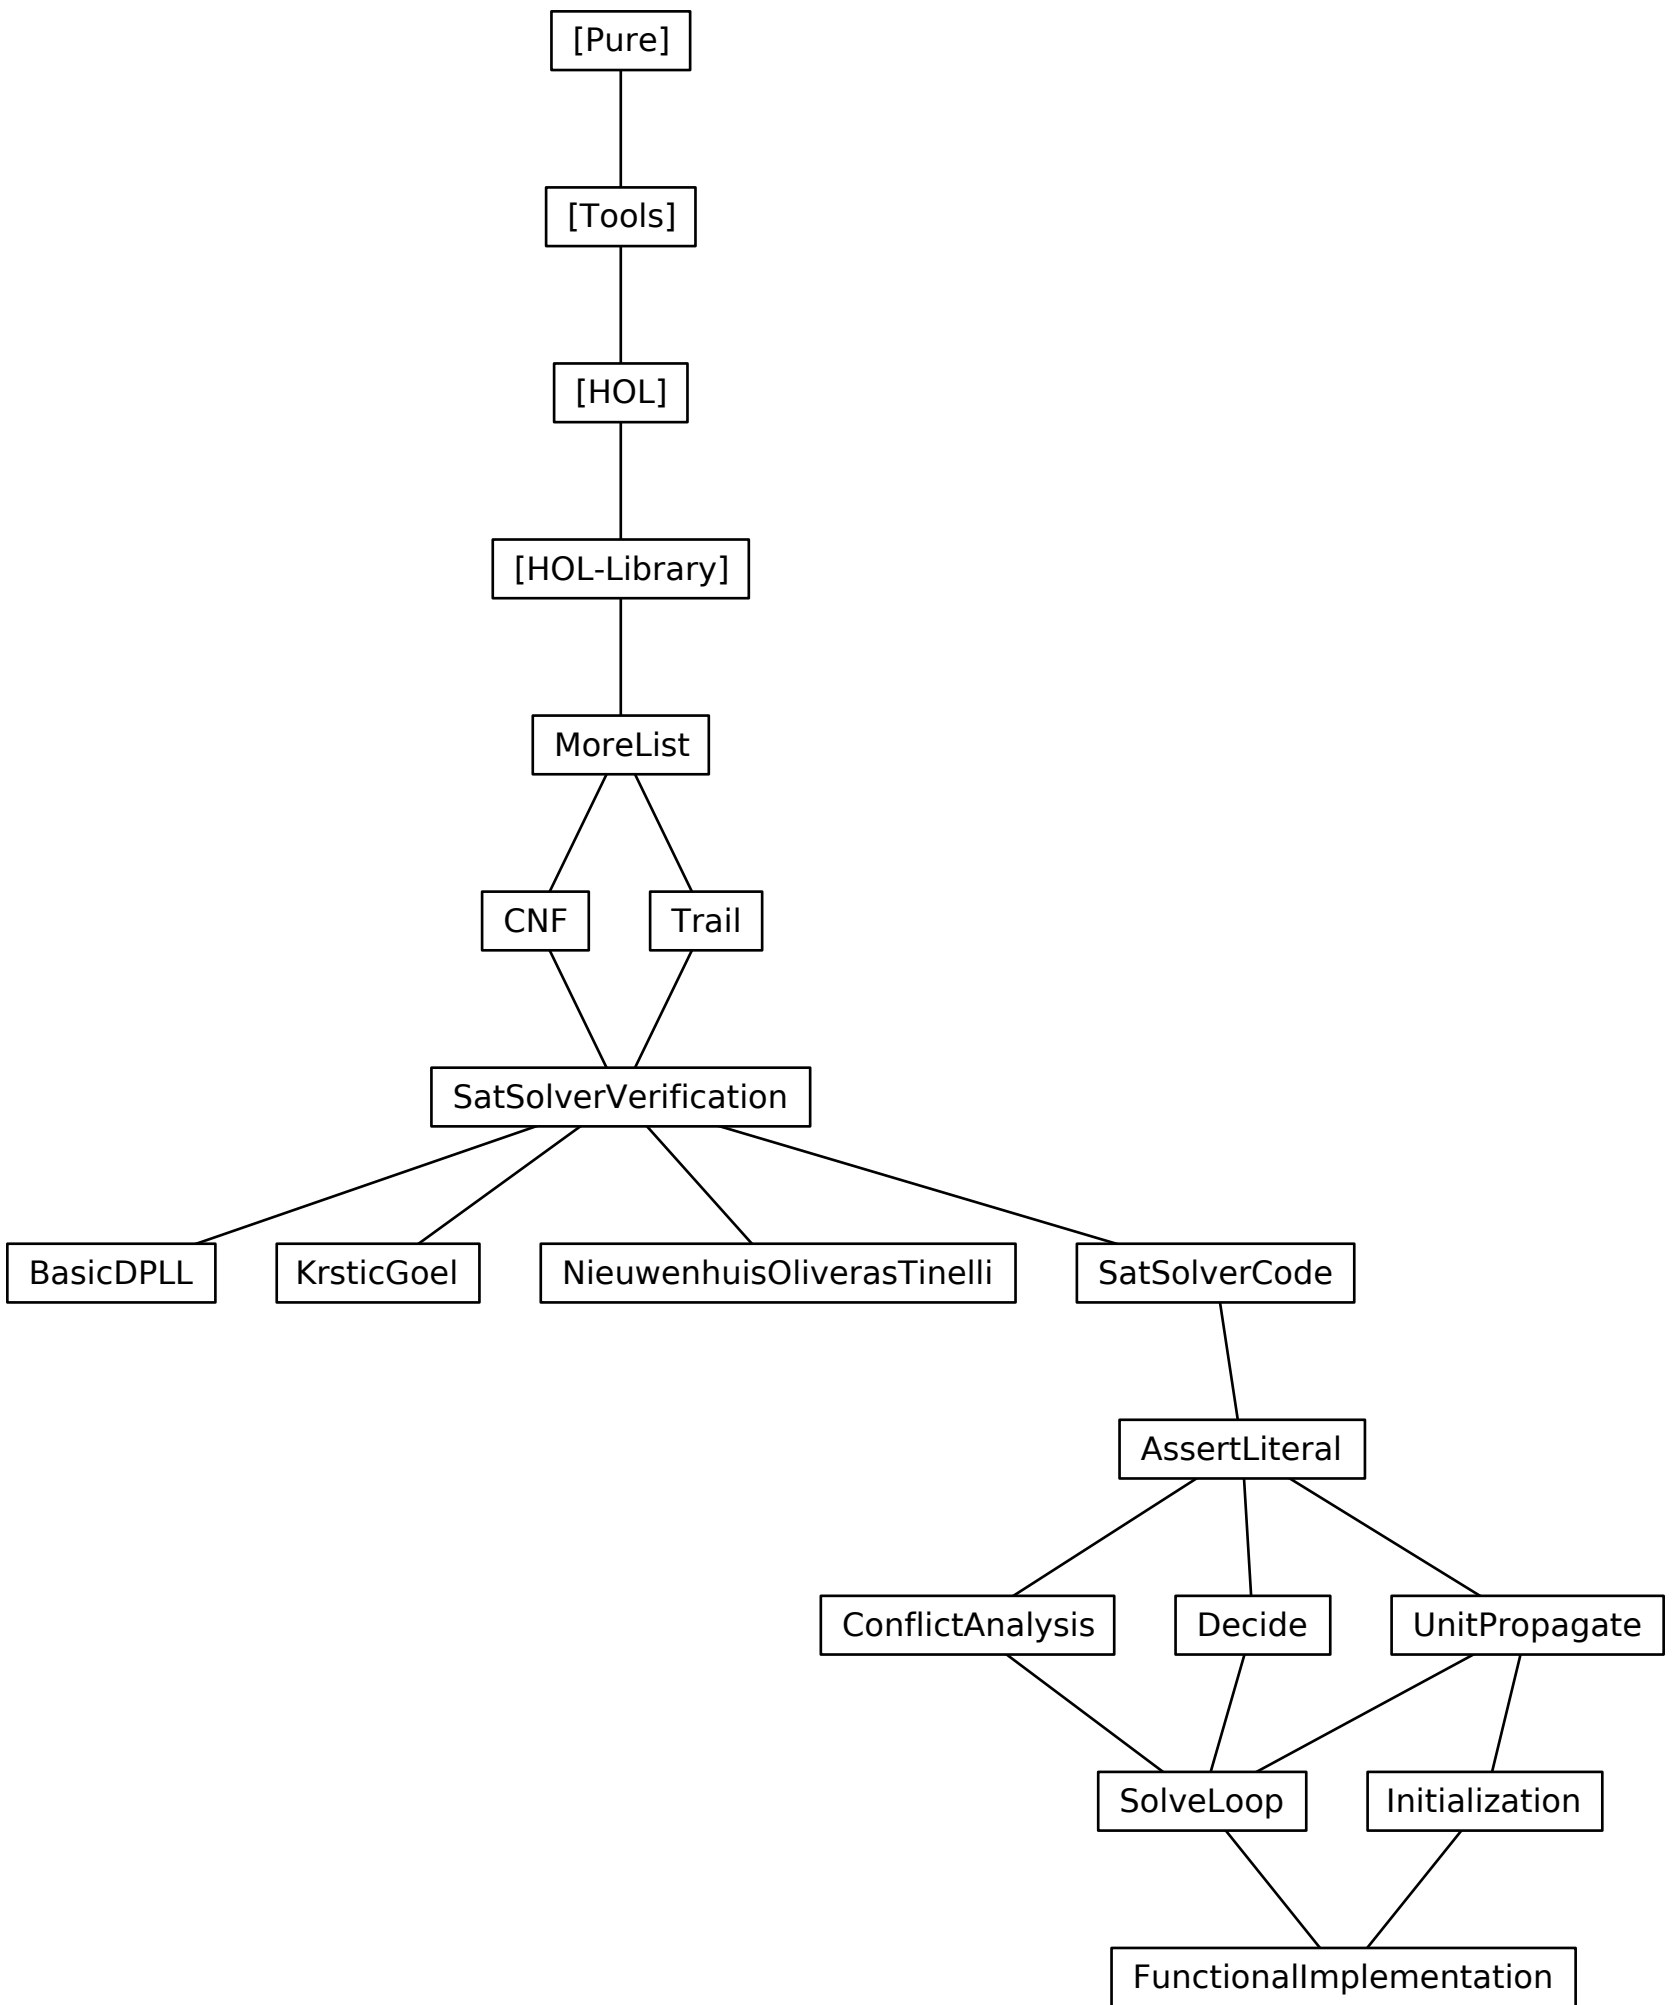 [Pure]
[Tools]
[HOL]
[HOL-Library]
MoreList
CNF
Trail
SatSolverVerification
BasicDPLL
KrsticGoel
NieuwenhuisOliverasTinelli
SatSolverCode
AssertLiteral
ConflictAnalysis
Decide
UnitPropagate
SolveLoop
Initialization
FunctionalImplementation